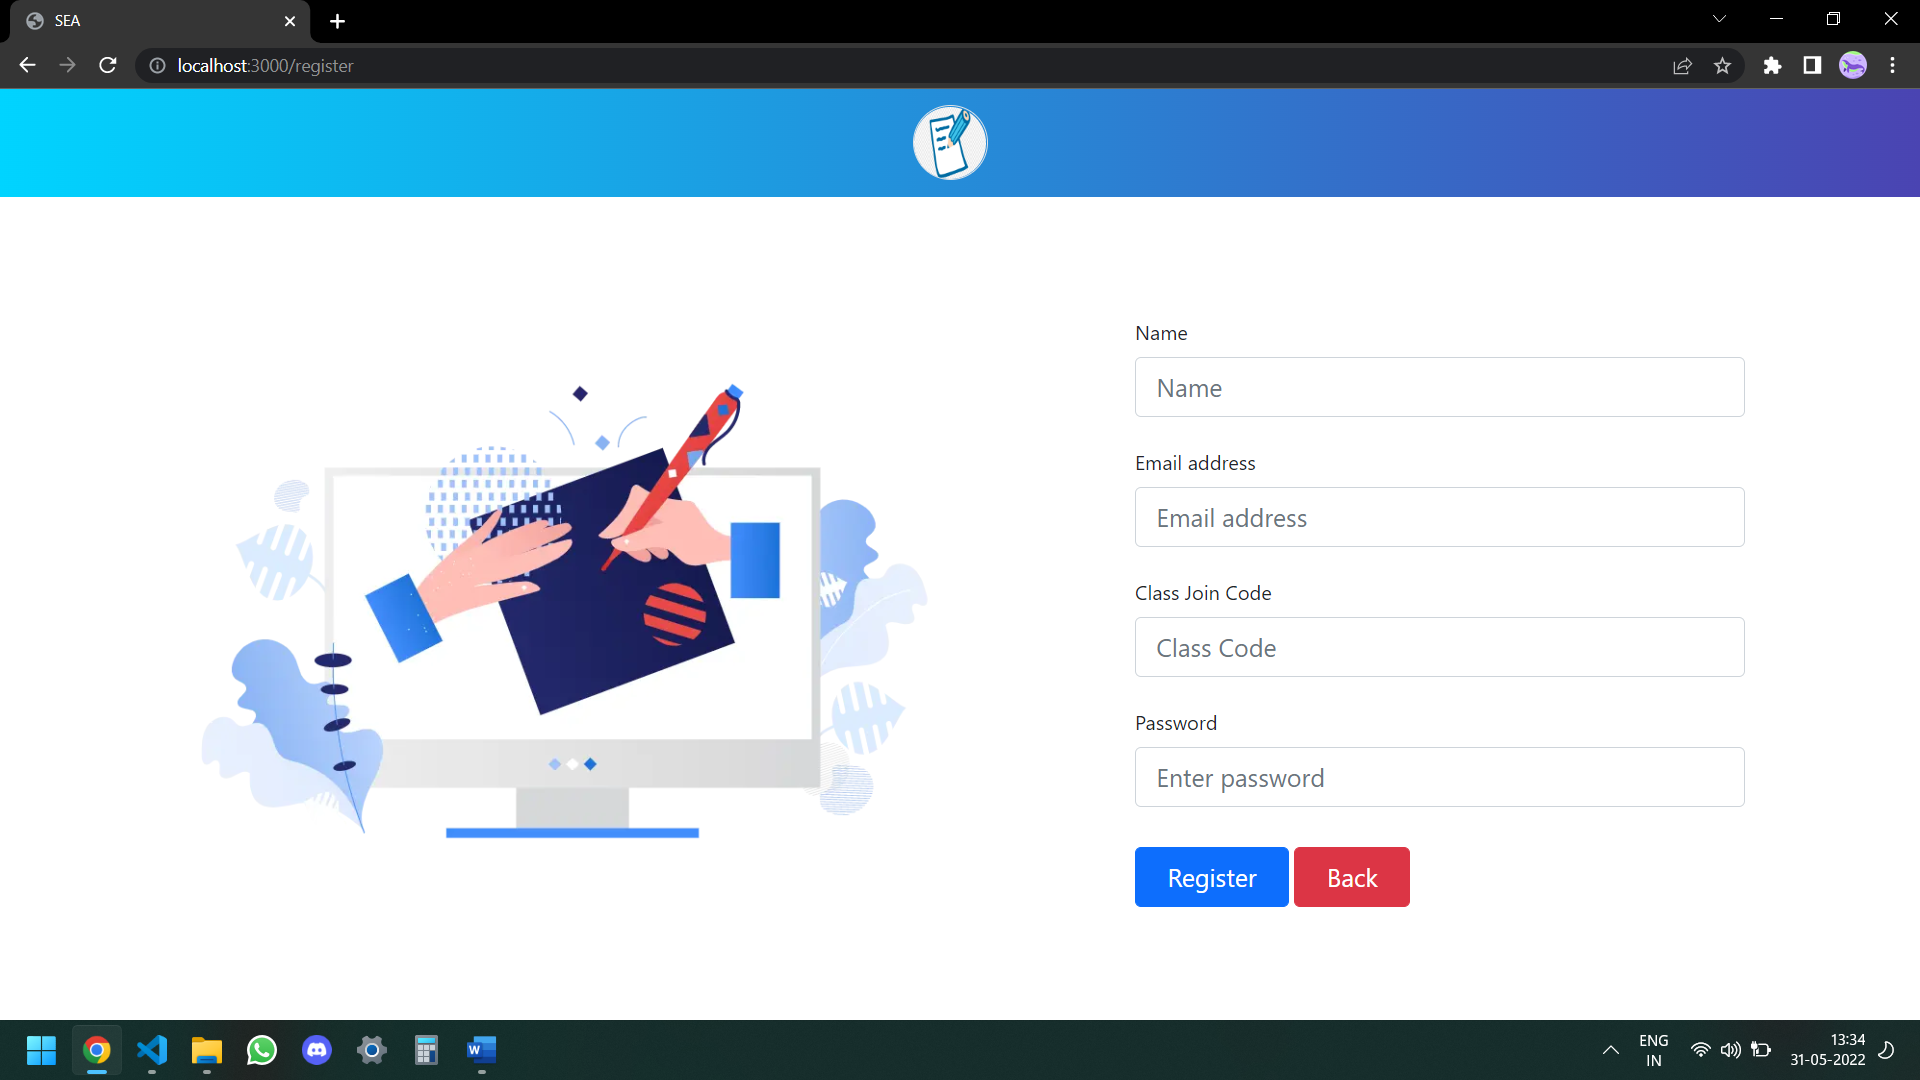 SEA
localhost:3000/register
Name
Name
Email address
Email address
Class Join Code
Class Code
Password
Enter password
Register Back
ENG
IN
13:34
31-05-2022